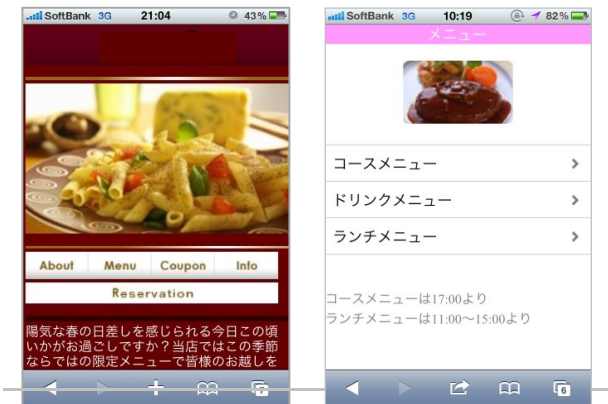 SoftBank 3G 21:04 43%
About Menu Coupon Info
Reservation
陽気な春の日差しを感じられる今日この頃
いかがお過ごしですか？当店ではこの季節
ならではの限定メニューで皆様のお越しを
7
SoftBank 3G 10:19 82%
メニュー
コースメニュー
ドリンクメニュー
ランチメニュー
コースメニューは17:00より
ランチメニューは11:00～15:00より
6